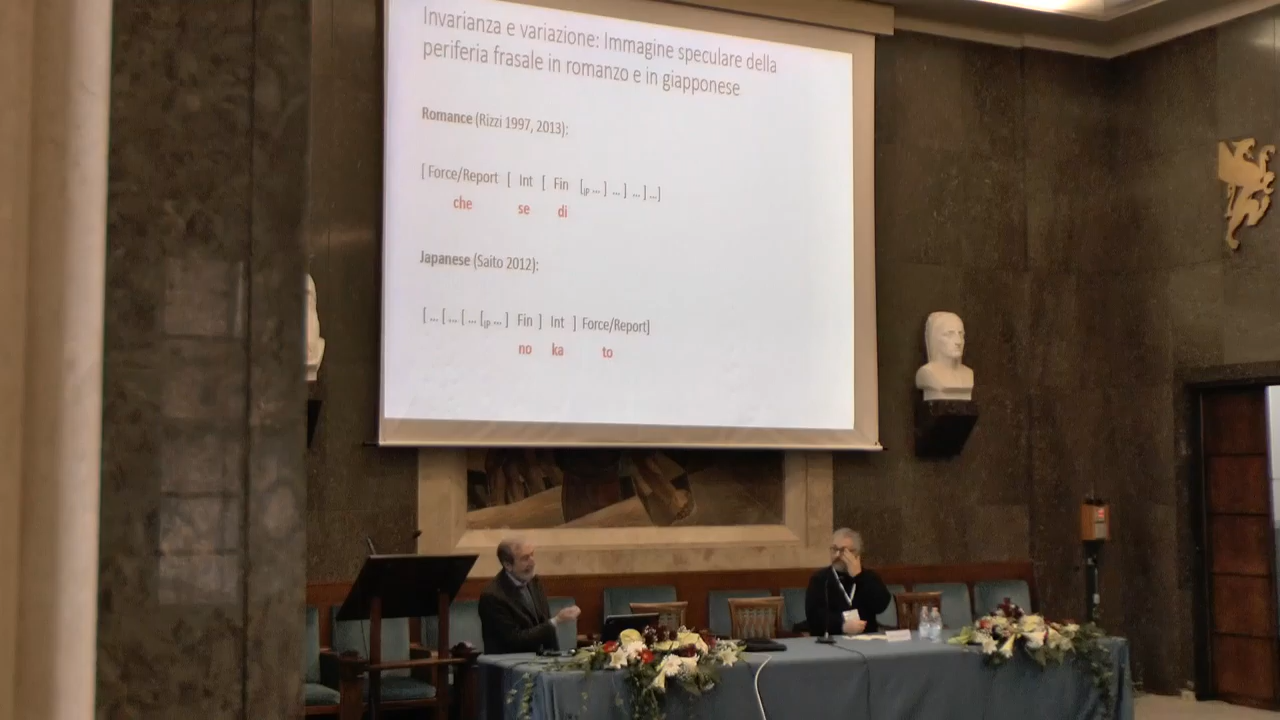 Invarianza e variazione: Immagine speculare della
periferia frasale in romanzo e in giapponese
Romance (Rizzi 1997, 2013):
[ Force/Report [ Int [ Fin [IP ... ] ... ] ... ] ...]
che se di
Japanese (Saito 2012):
[ ... [ ... [ ... [IP ... ] Fin ] Int ] Force/Report]
no ka to